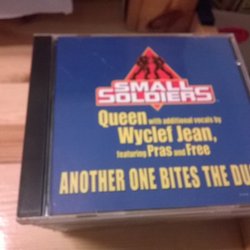 SMALL
SOLDIERS
Queen with additional vocals by
Wyclef Jean,
featuring Pras and Free
ANOTHER ONE BITES THE DU